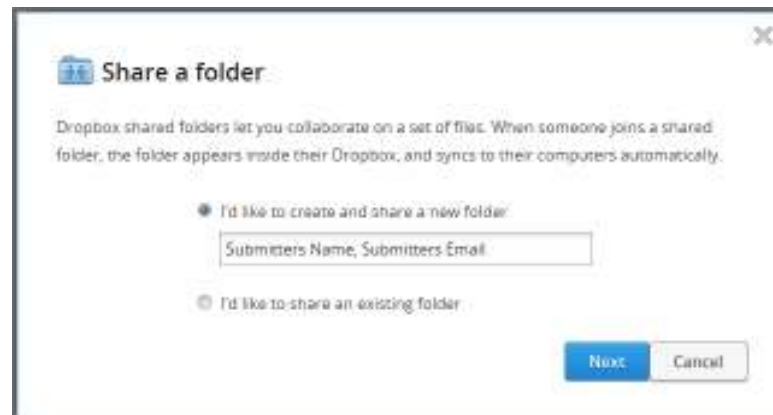 Share a folder
Dropbox shared folders let you collaborate on a set of files. When someone joins a shared
folder, the folder appears inside their Dropbox, and syncs to their computers automatically.
I'd like to create and share a new folder
Submitters Name, Submitters Email
I'd like to share an existing folder
Next Cancel